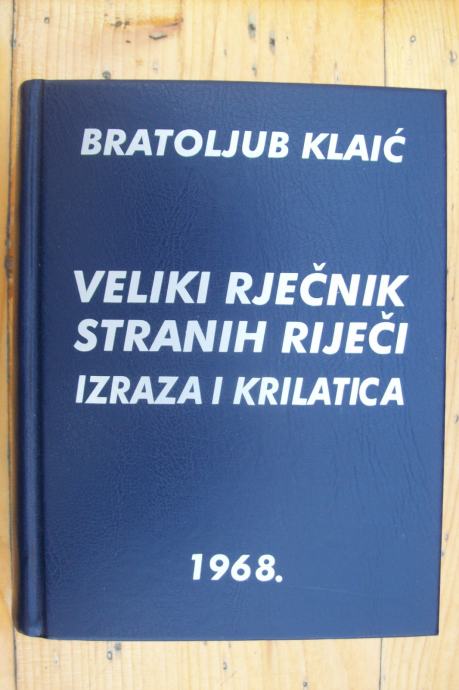 BRATOLJUB KLAIĆ
VELIKI RJEČNIK
STRANIH RIJEČI
IZRAZA I KRILATICA
1968.